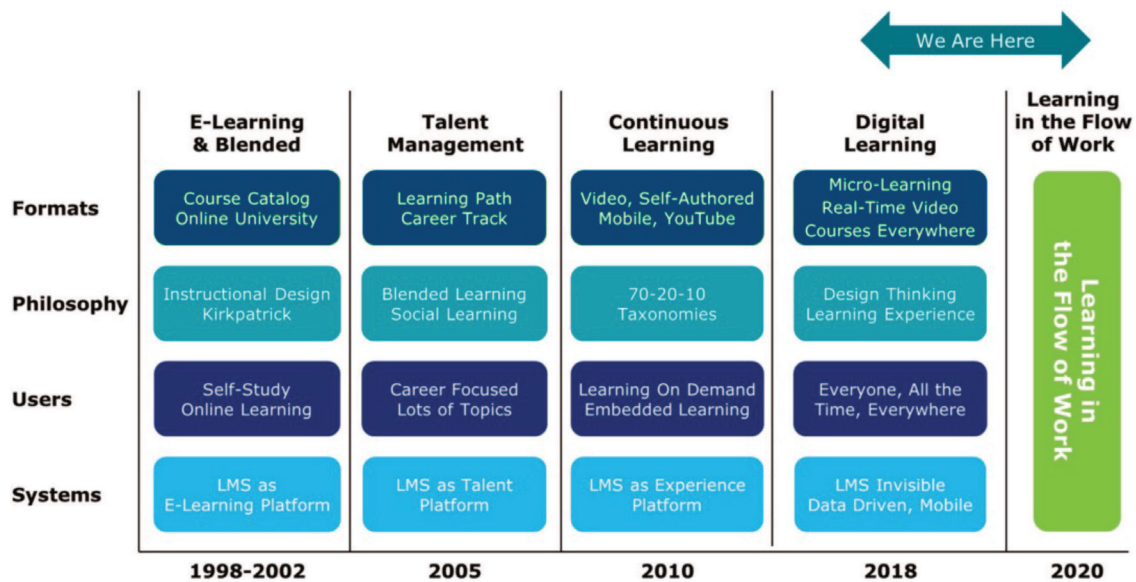 We Are Here
E-Learning
& Blended
Talent
Management
Continuous
Learning
Digital
Learning
Learning
in the Flow
of Work
Formats
Course Catalog
Online University
Learning Path
Career Track
Video, Self-Authored
Mobile, YouTube
Micro-Learning
Real-Time Video
Courses Everywhere
Philosophy
Instructional Design
Kirkpatrick
Blended Learning
Social Learning
70-20-10
Taxonomies
Design Thinking
Learning Experience
Users
Self-Study
Online Learning
Career Focused
Lots of Topics
Learning On Demand
Embedded Learning
Everyone, All the
Time, Everywhere
Systems
LMS as
E-Learning Platform
LMS as Talent
Platform
LMS as Experience
Platform
LMS Invisible
Data Driven, Mobile
Learning in
the Flow of Work
1998-2002
2005
2010
2018
2020